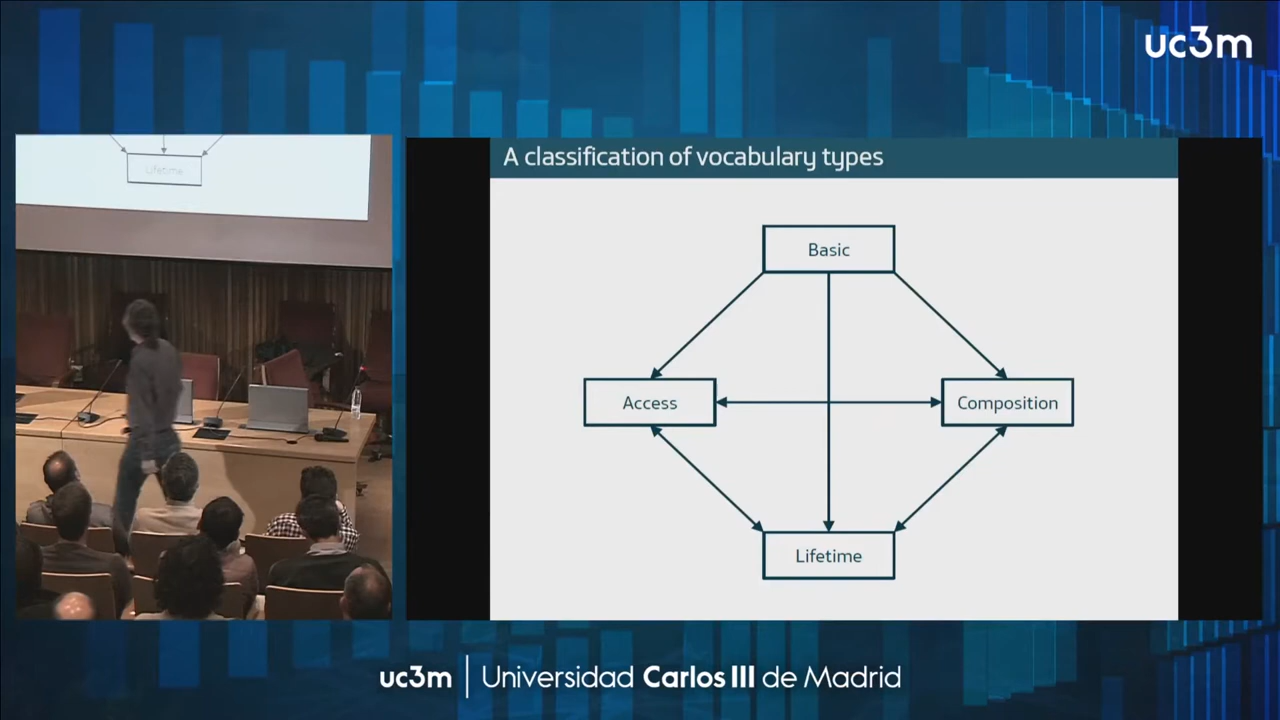 uc3m
Lifetime
A classification of vocabulary types
Basic
Access
Composition
Lifetime
uc3m | Universidad Carlos III de Madrid